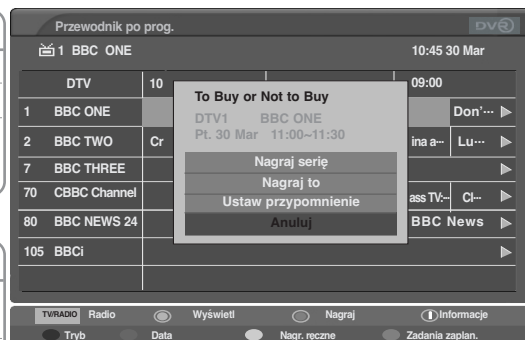 Przewodnik po prog.
DVR
1 BBC ONE 10:45 30 Mar
DTV 10 09:00
1 BBC ONE Don'···
2 BBC TWO Cr ina a··· Lu···
7 BBC THREE
70 CBBC Channel ass TV:·· Cl···
80 BBC NEWS 24 BBC News
105 BBCi
To Buy or Not to Buy
DTV1 BBC ONE
Pt. 30 Mar 11:00~11:30
Nagraj serię
Nagraj to
Ustaw przypomnienie
Anuluj
TV/RADIO Radio Wyświetl Nagraj Informacje
Tryb Data Nagr. ręczne Zadania zaplan.